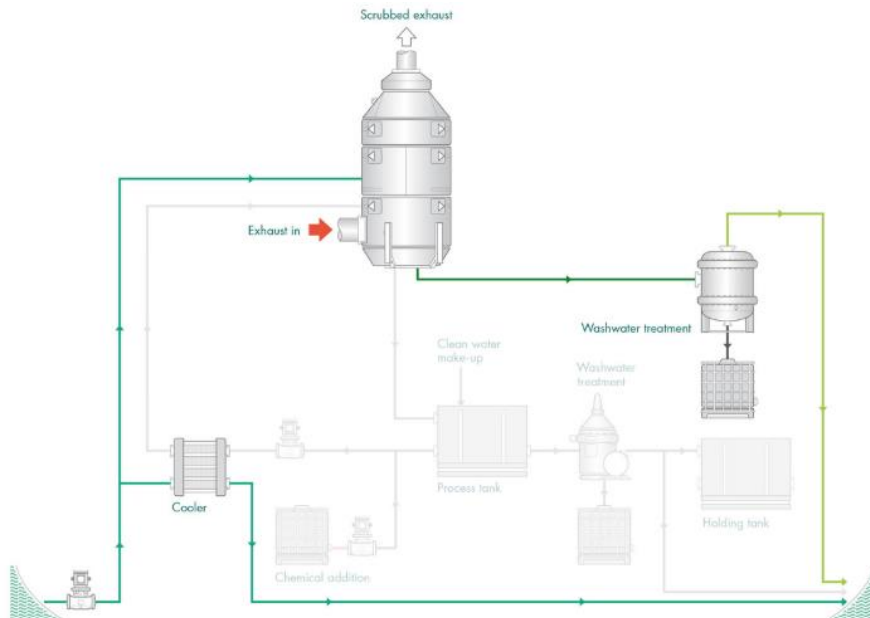 Scrubbed exhaust
Exhaust in
Washwater treatment
Clean water
make-up
Washwater
treatment
Process tank
Cooler
Holding tank
Chemical addition